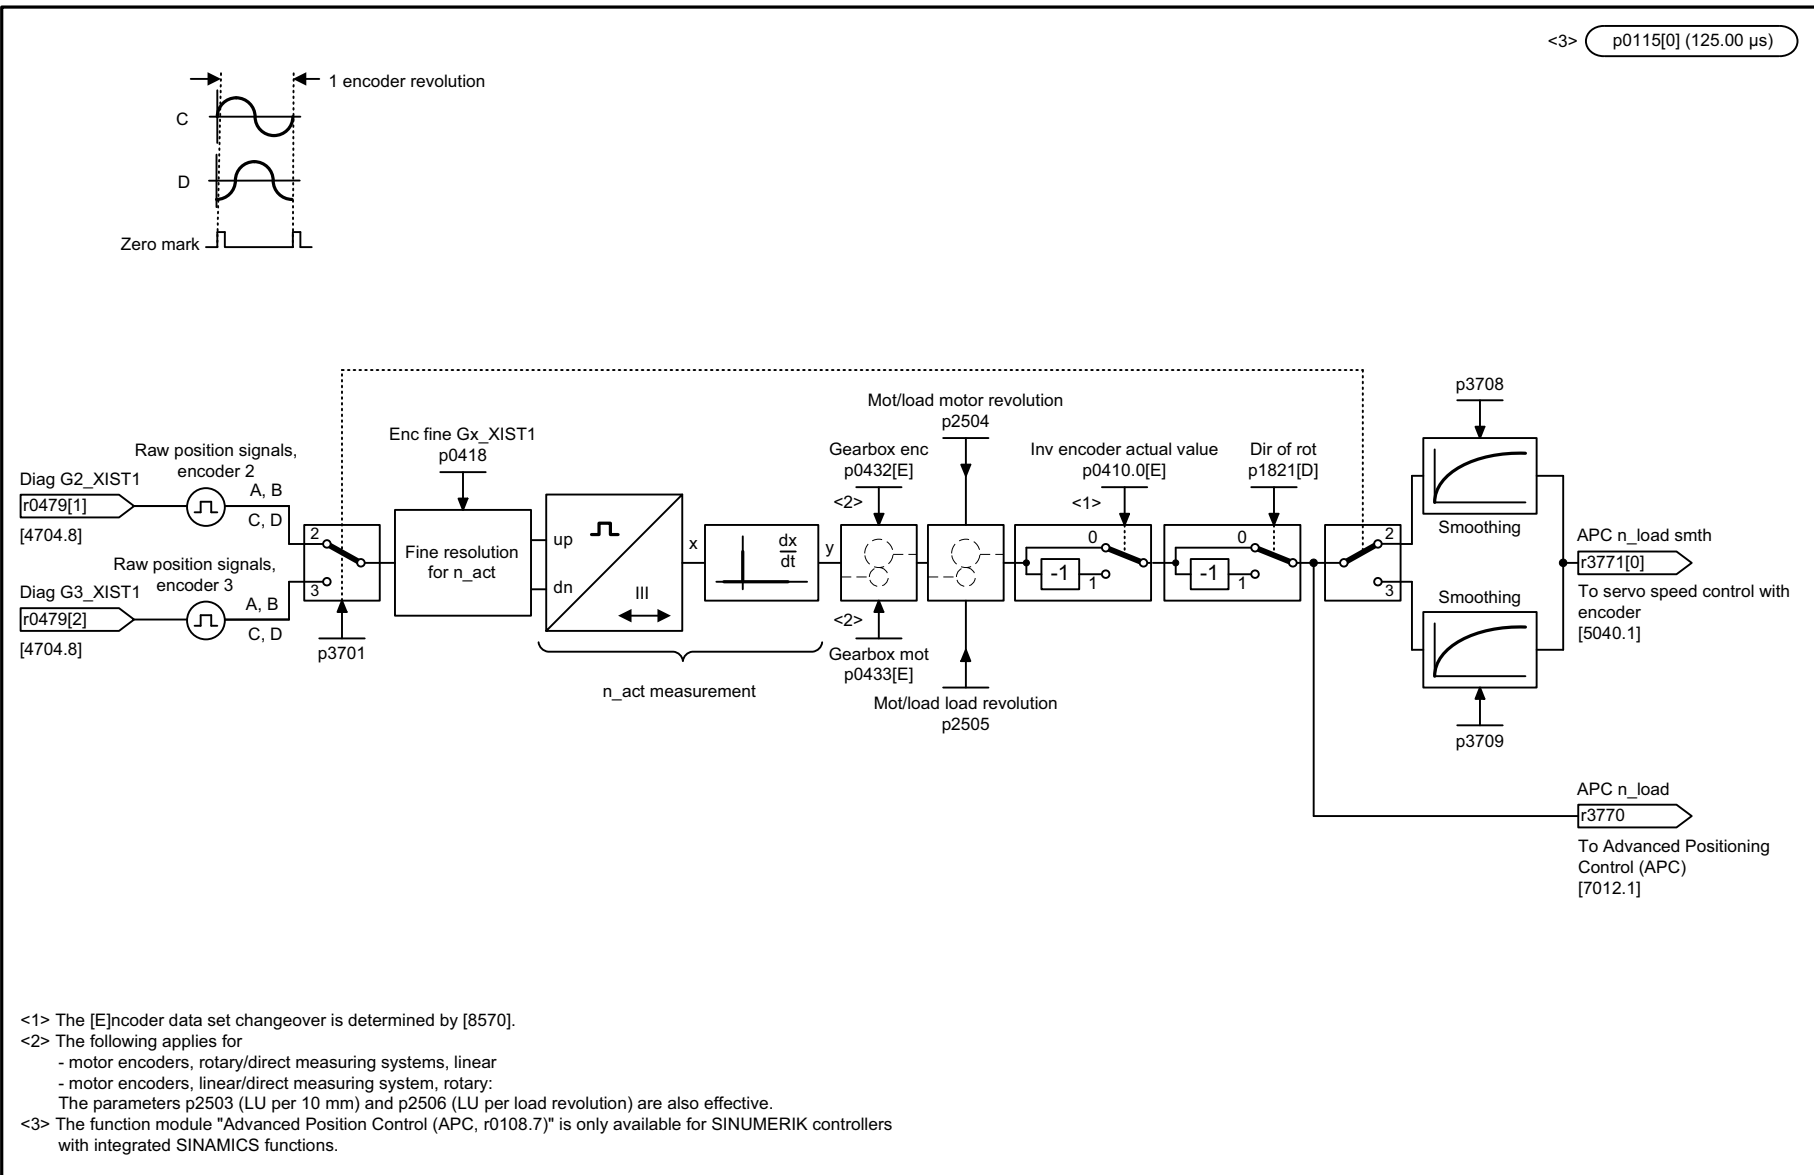 <3> p0115[0] (125.00 µs)
1 encoder revolution
C
D
Zero mark
Diag G2_XIST1
r0479[1]
[4704.8]
Raw position signals,
encoder 2
A, B
C, D
Diag G3_XIST1
r0479[2]
[4704.8]
Raw position signals,
encoder 3
A, B
C, D
2
3
p3701
Enc fine Gx_XIST1
p0418
Fine resolution
for n_act
up
dn
III
x
dx
dt
y
n_act measurement
Gearbox enc
p0432[E]
<2>
<2>
Gearbox mot
p0433[E]
Mot/load motor revolution
p2504
Mot/load load revolution
p2505
Inv encoder actual value
p0410.0[E]
<1>
0
-1
1
Dir of rot
p1821[D]
0
-1
1
2
3
p3708
Smoothing
Smoothing
p3709
APC n_load smth
r3771[0]
To servo speed control with
encoder
[5040.1]
APC n_load
r3770
To Advanced Positioning
Control (APC)
[7012.1]
<1> The [E]ncoder data set changeover is determined by [8570].
<2> The following applies for
- motor encoders, rotary/direct measuring systems, linear
- motor encoders, linear/direct measuring system, rotary:
The parameters p2503 (LU per 10 mm) and p2506 (LU per load revolution) are also effective.
<3> The function module "Advanced Position Control (APC, r0108.7)" is only available for SINUMERIK controllers
with integrated SINAMICS functions.